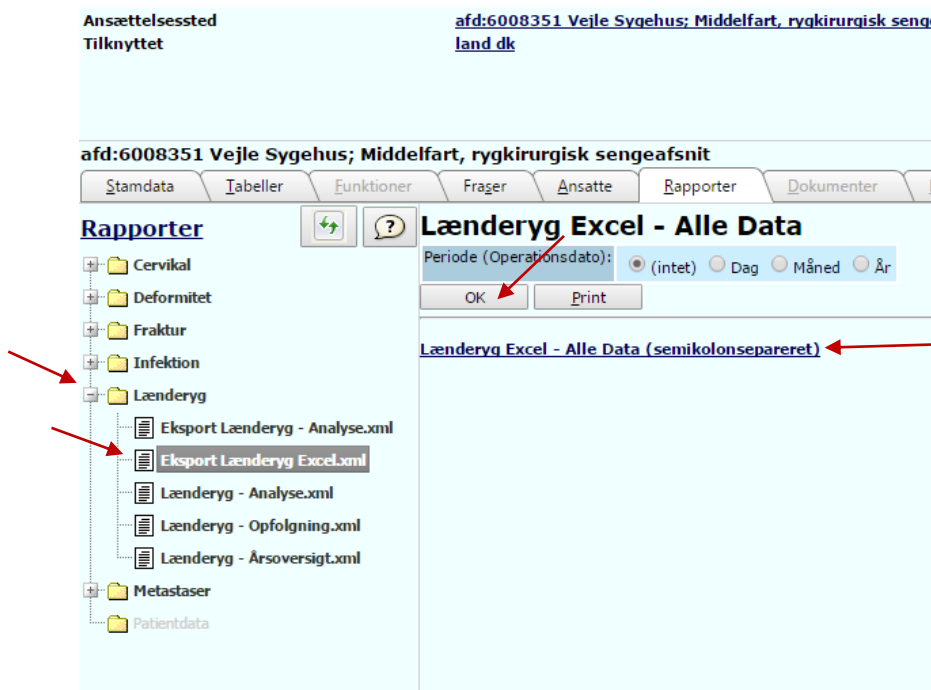 Ansættelsessted afd:6008351 Vejle Sygehus; Middelfart, rygkirurgisk seng
Tilknyttet land dk
afd:6008351 Vejle Sygehus; Middelfart, rygkirurgisk sengeafsnit
Stamdata Tabeller Funktioner Fraser Ansatte Rapporter Dokumenter
Rapporter
Cervikal
Deformitet
Fraktur
Infektion
Lænderyg
Eksport Lænderyg - Analyse.xml
Eksport Lænderyg Excel.xml
Lænderyg - Analyse.xml
Lænderyg - Opfolgning.xml
Lænderyg - Årsoversigt.xml
Metastaser
Patientdata
Lænderyg Excel - Alle Data
Periode (Operationsdato): (intet) Dag Måned År
OK Print
Lænderyg Excel - Alle Data (semikolonsepareret)